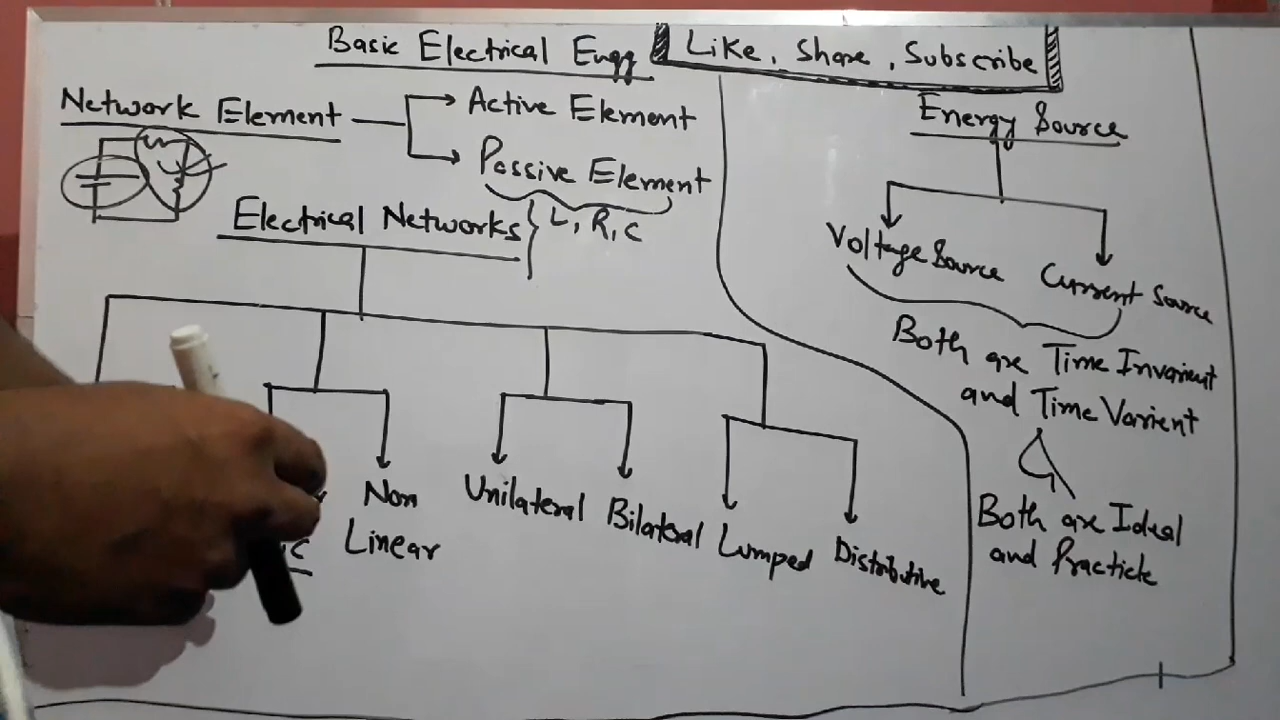 Basic Electrical Engg
Like, Share, Subscribe
Network Element
Active Element
Passive Element
L, R, C
Electrical Networks
Non
Linear
Unilateral
Bilateral
Lumped
Distributive
Energy Source
Voltage Source
Current Source
Both are Time Invarient
and Time Varient
Both are Ideal
and Practicle